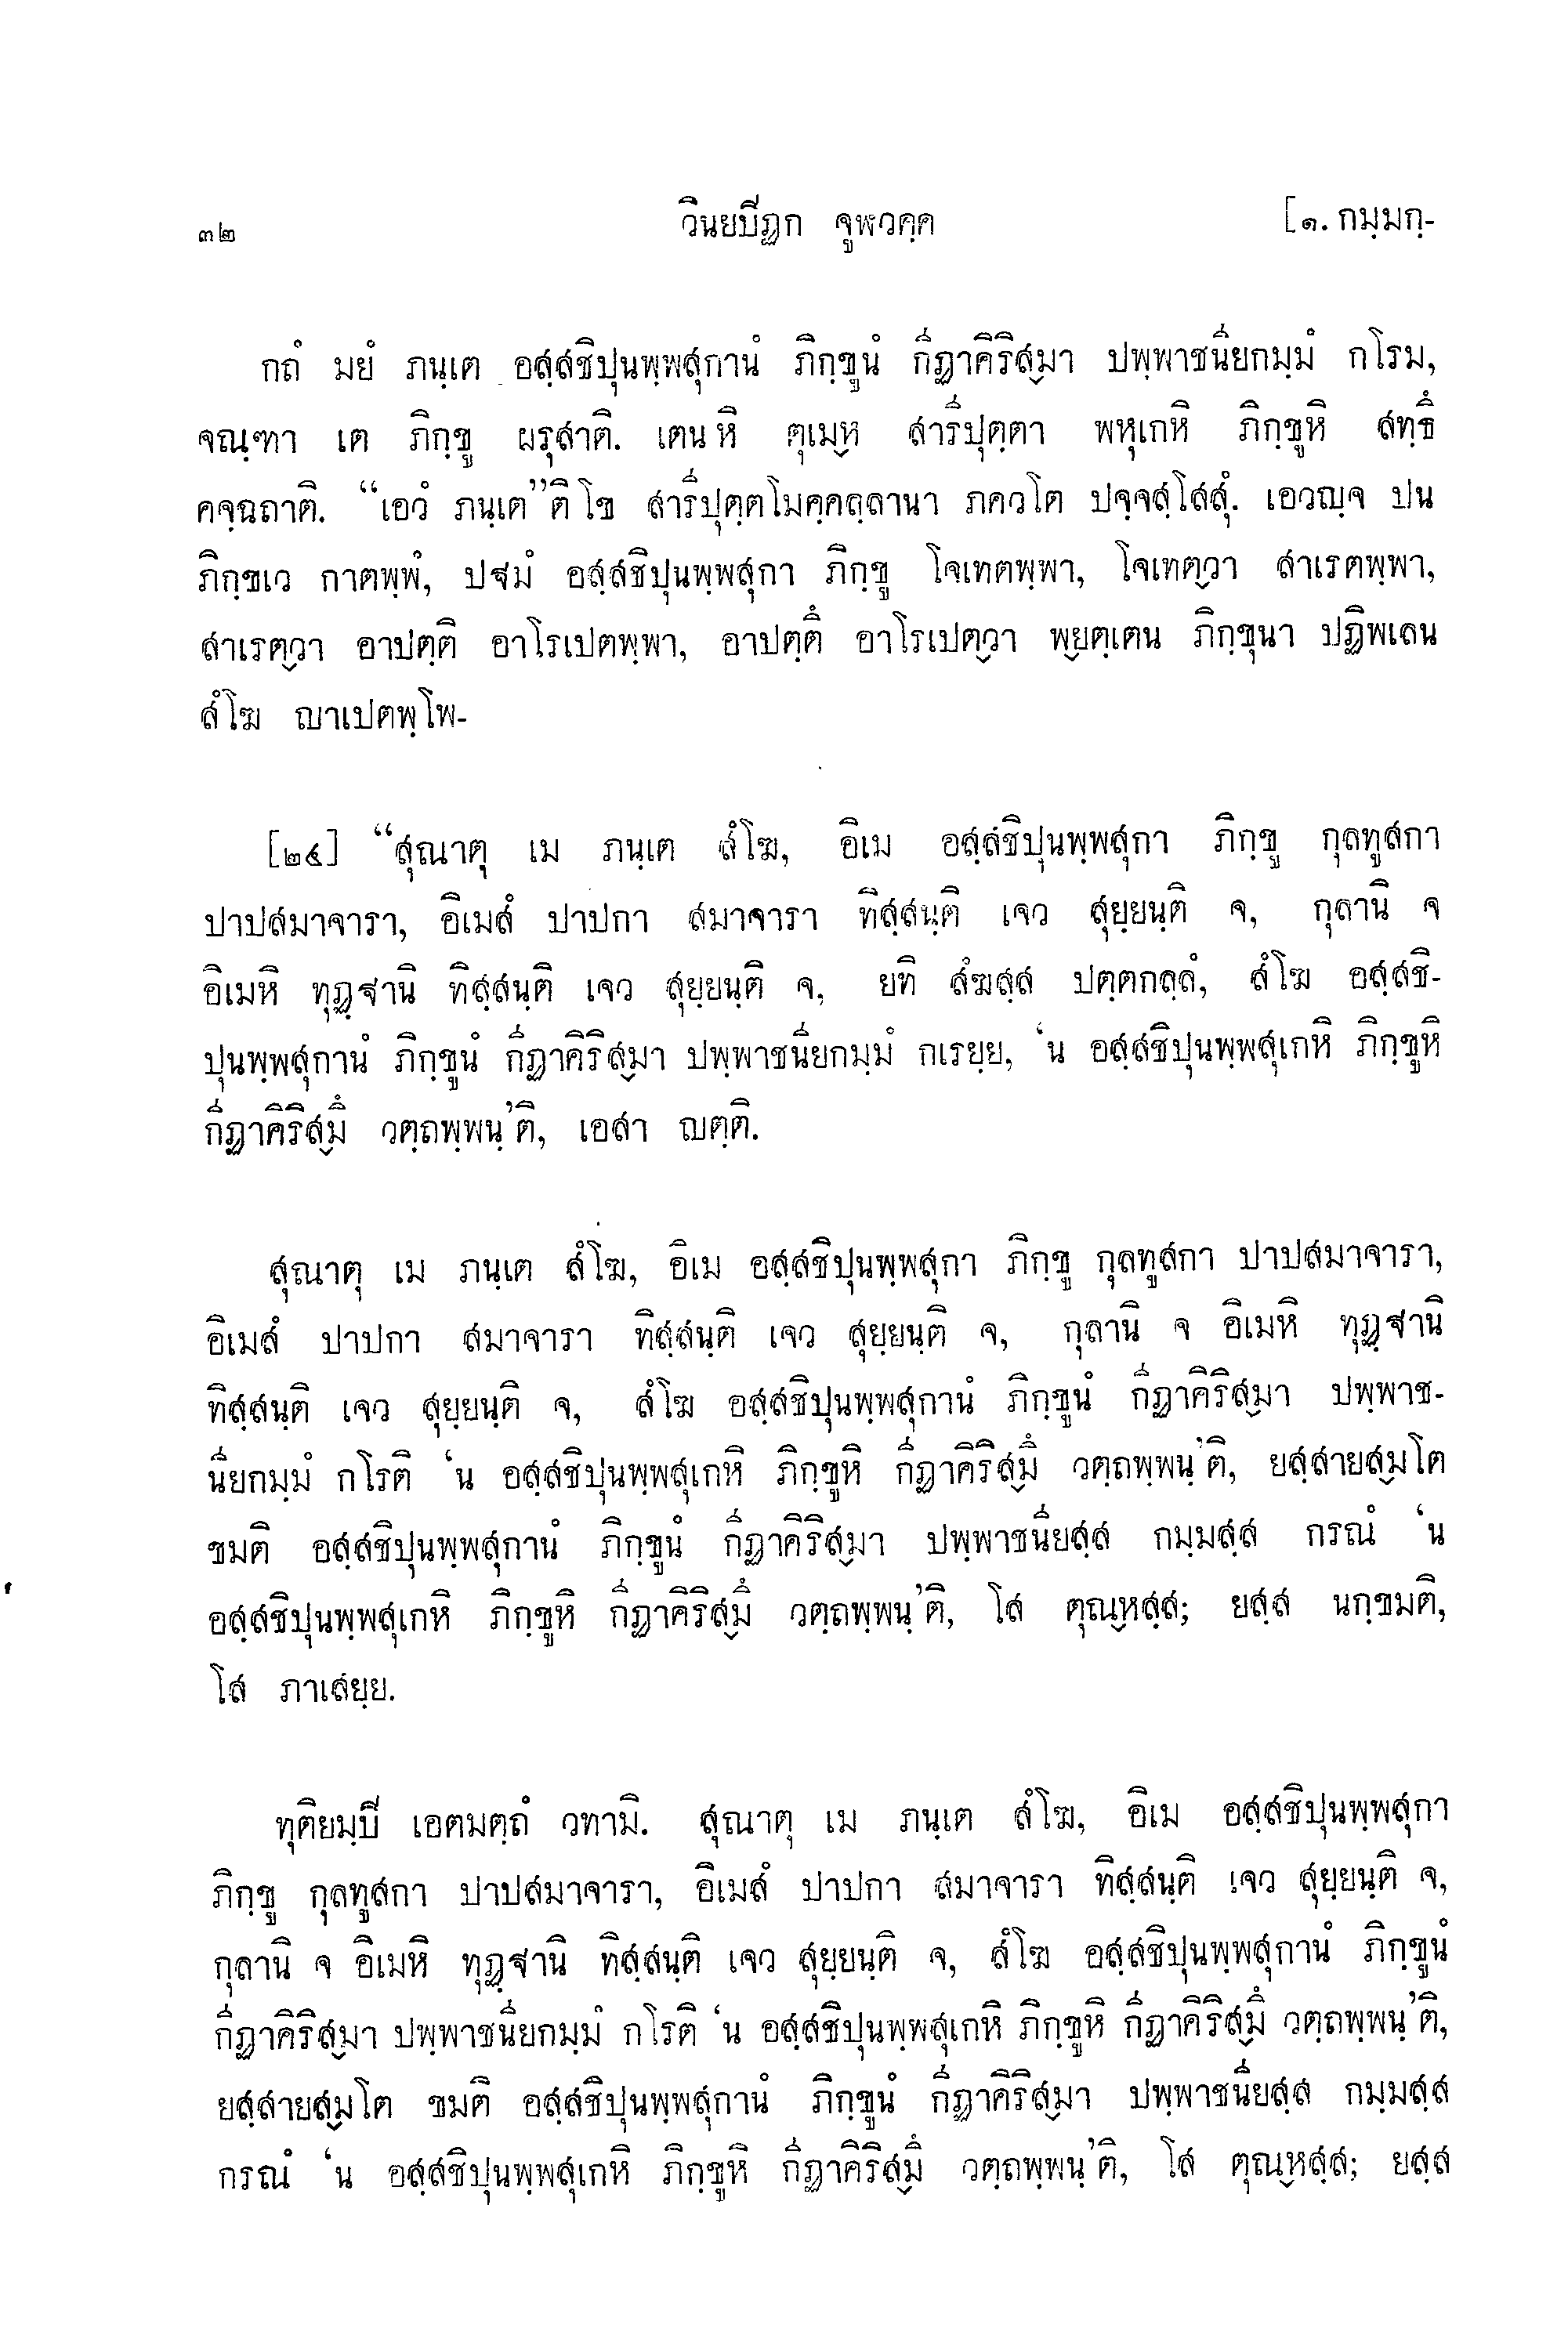 ๓๒ วินยปิฏก จูฬวคฺค [๑. กมฺมกฺ-
กถํ มยํ ภนฺเต อสฺสชิปุนพฺพสุกานํ ภิกฺขูนํ กีฏาคิริสฺมา ปพฺพาชนียกมฺมํ กโรม,
จณฺฑา เต ภิกฺขู ผรุสาติ. เตน หิ ตุเมฺห สารีปุตฺตา พหุเกหิ ภิกฺขูหิ สทฺธึ
คจฺฉถาติ. “เอวํ ภนฺเต”ติ โข สารีปุตฺตโมคฺคลฺลานา ภควโต ปจฺจสฺโสสุํ. เอวญฺจ ปน
ภิกฺขเว กาตพฺพํ, ปฐมํ อสฺสชิปุนพฺพสุกา ภิกฺขู โจเทตพฺพา, โจเทตฺวา สาเรตพฺพา,
สาเรตฺวา อาปตฺติ อาโรเปตพฺพา, อาปตฺตึ อาโรเปตฺวา พฺยตฺเตน ภิกฺขุนา ปฏิพเลน
สํโฆ ญาเปตพฺโพ-
[๒๕] “สุณาตุ เม ภนฺเต สํโฆ, อิเม อสฺสชิปุนพฺพสุกา ภิกฺขู กุลทูสกา
ปาปสมาจารา, อิเมสํ ปาปกา สมาจารา ทิสฺสนฺติ เจว สุยฺยนฺติ จ, กุลานิ จ
อิเมหิ ทุฏฺฐานิ ทิสฺสนฺติ เจว สุยฺยนฺติ จ, ยทิ สํฆสฺส ปตฺตกลฺลํ, สํโฆ อสฺสชิ-
ปุนพฺพสุกานํ ภิกฺขูนํ กีฏาคิริสฺมา ปพฺพาชนียกมฺมํ กเรยฺย, ‘น อสฺสชิปุนพฺพสุเกหิ ภิกฺขูหิ
กีฏาคิริสฺมึ วตฺถพฺพนฺ’ติ, เอสา ญตฺติ.
สุณาตุ เม ภนฺเต สํโฆ, อิเม อสฺสชิปุนพฺพสุกา ภิกฺขู กุลทูสกา ปาปสมาจารา,
อิเมสํ ปาปกา สมาจารา ทิสฺสนฺติ เจว สุยฺยนฺติ จ, กุลานิ จ อิเมหิ ทุฏฺฐานิ
ทิสฺสนฺติ เจว สุยฺยนฺติ จ, สํโฆ อสฺสชิปุนพฺพสุกานํ ภิกฺขูนํ กีฏาคิริสฺมา ปพฺพาช-
นียกมฺมํ กโรติ ‘น อสฺสชิปุนพฺพสุเกหิ ภิกฺขูหิ กีฏาคิริสฺมึ วตฺถพฺพนฺ’ติ, ยสฺสายสฺมโต
ขมติ อสฺสชิปุนพฺพสุกานํ ภิกฺขูนํ กีฏาคิริสฺมา ปพฺพาชนียสฺส กมฺมสฺส กรณํ ‘น
อสฺสชิปุนพฺพสุเกหิ ภิกฺขูหิ กีฏาคิริสฺมึ วตฺถพฺพนฺ’ติ, โส ตุณฺหสฺส; ยสฺส นกฺขมติ,
โส ภาเสยฺย.
ทุติยมฺปิ เอตมตฺถํ วทามิ. สุณาตุ เม ภนฺเต สํโฆ, อิเม อสฺสชิปุนพฺพสุกา
ภิกฺขู กุลทูสกา ปาปสมาจารา, อิเมสํ ปาปกา สมาจารา ทิสฺสนฺติ เจว สุยฺยนฺติ จ,
กุลานิ จ อิเมหิ ทุฏฺฐานิ ทิสฺสนฺติ เจว สุยฺยนฺติ จ, สํโฆ อสฺสชิปุนพฺพสุกานํ ภิกฺขูนํ
กีฏาคิริสฺมา ปพฺพาชนียกมฺมํ กโรติ ‘น อสฺสชิปุนพฺพสุเกหิ ภิกฺขูหิ กีฏาคิริสฺมึ วตฺถพฺพนฺ’ติ,
ยสฺสายสฺมโต ขมติ อสฺสชิปุนพฺพสุกานํ ภิกฺขูนํ กีฏาคิริสฺมา ปพฺพาชนียสฺส กมฺมสฺส
กรณํ ‘น อสฺสชิปุนพฺพสุเกหิ ภิกฺขูหิ กีฏาคิริสฺมึ วตฺถพฺพนฺ’ติ, โส ตุณฺหสฺส; ยสฺส